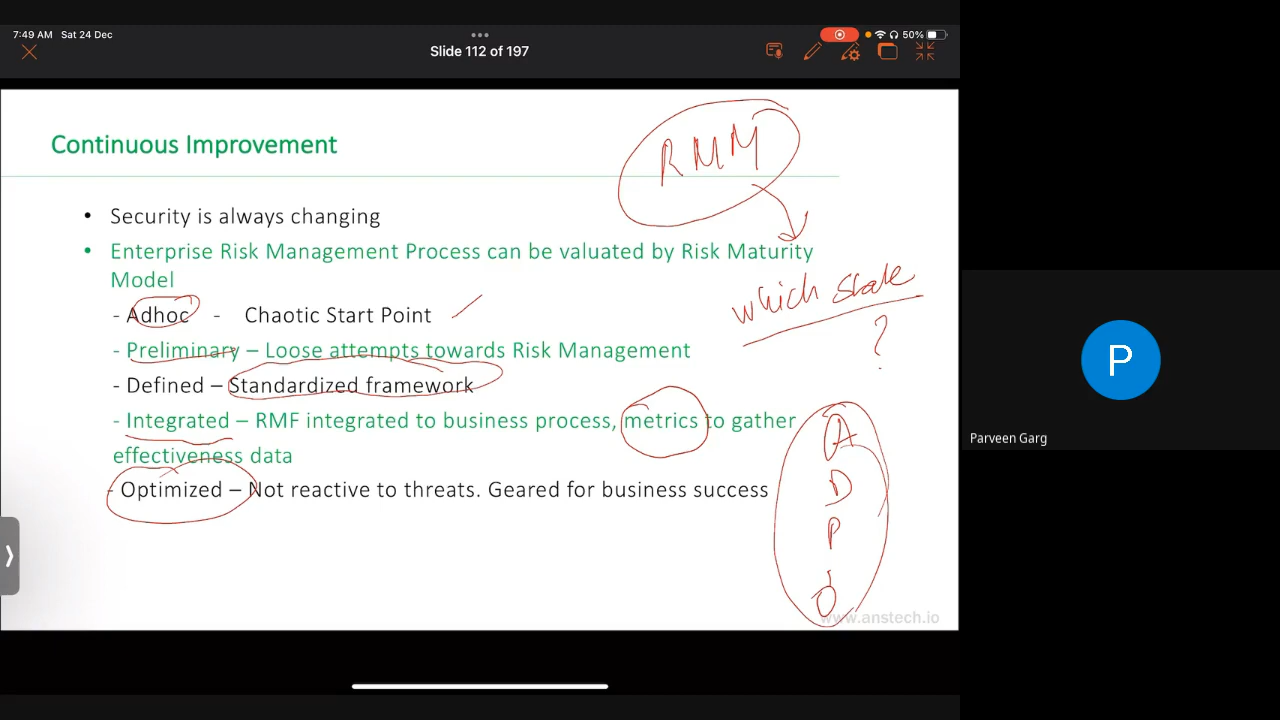 7:49 AM Sat 24 Dec
50%
Slide 112 of 197
Continuous Improvement
RMM
• Security is always changing
• Enterprise Risk Management Process can be valuated by Risk Maturity
Model
which state
?
- Adhoc - Chaotic Start Point
- Preliminary – Loose attempts towards Risk Management
- Defined – Standardized framework
- Integrated – RMF integrated to business process, metrics to gather
effectiveness data
- Optimized – Not reactive to threats. Geared for business success
A
D
P
O
www.anstech.io
P
Parveen Garg